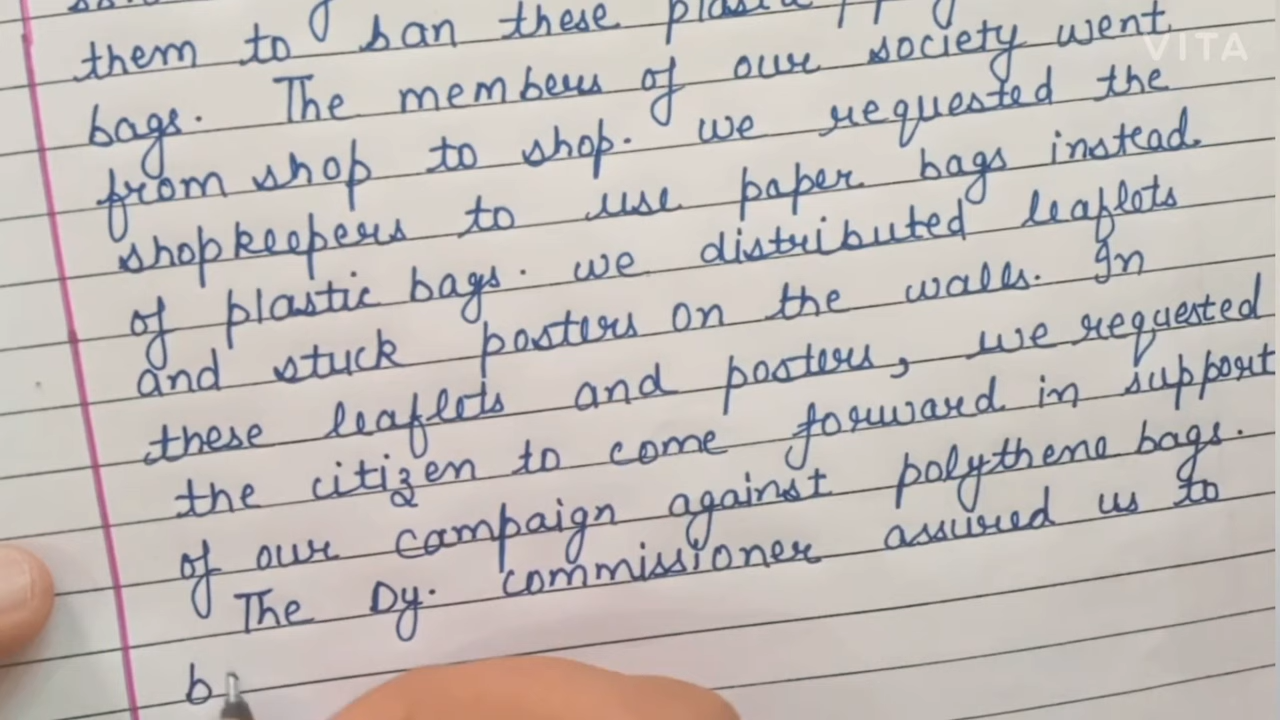 them to ban these
bags. The members of our society went
from shop to shop. we requested the
shopkeepers to use paper bags instead
of plastic bags. we distributed leaflets
and stuck posters on the walls. In
these leaflets and posters, we requested
the citizen to come forward in support
of our campaign against polythene bags.
The Dy. commissioner assured us to
b
VITA